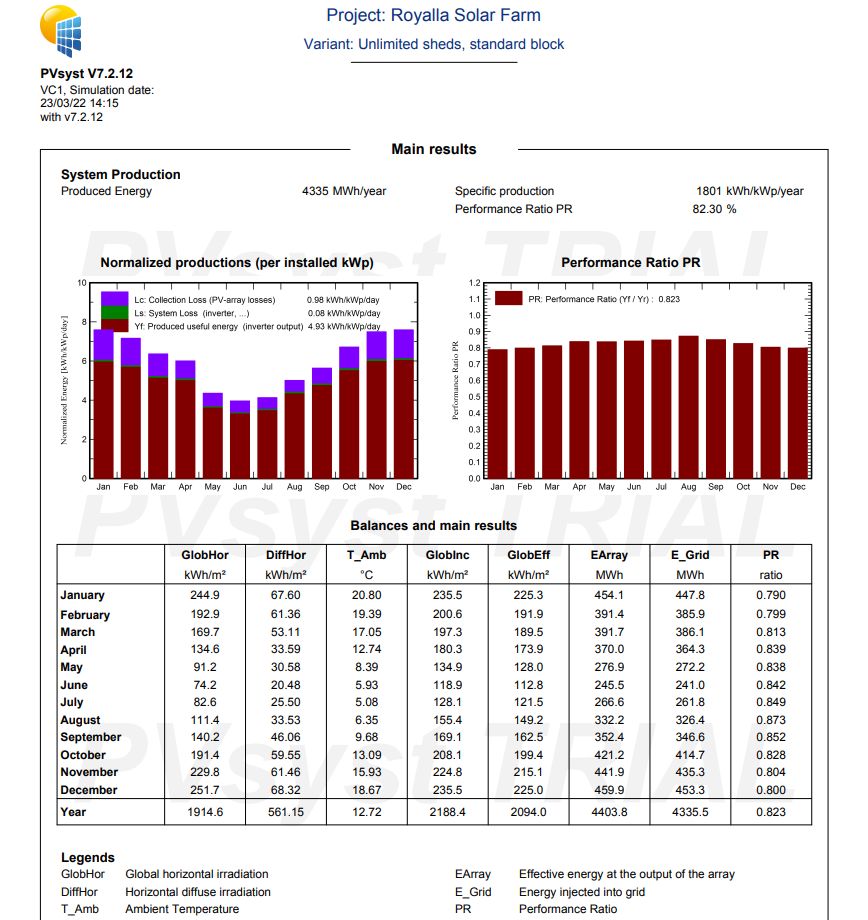 Project: Royalla Solar Farm
Variant: Unlimited sheds, standard block
PVsyst V7.2.12
VC1, Simulation date:
23/03/22 14:15
with v7.2.12
Main results
System Production
Produced Energy 4335 MWh/year Specific production 1801 kWh/kWp/year
Performance Ratio PR 82.30 %
PVsyst TRIAL
Normalized productions (per installed kWp)
10
8
6
4
2
0
Normalized Energy [kWh/kWp/day]
Lc: Collection Loss (PV-array losses) 0.98 kWh/kWp/day
Ls: System Loss (inverter, ...) 0.08 kWh/kWp/day
Yf: Produced useful energy (inverter output) 4.93 kWh/kWp/day
Jan Feb Mar Apr May Jun Jul Aug Sep Oct Nov Dec
Performance Ratio PR
1.2
1.1
1.0
0.9
0.8
0.7
0.6
0.5
0.4
0.3
0.2
0.1
0.0
Performance Ratio PR
PR: Performance Ratio (Yf / Yr) : 0.823
Jan Feb Mar Apr May Jun Jul Aug Sep Oct Nov Dec
PVsyst TRIAL
Balances and main results
GlobHor DiffHor T_Amb GlobInc GlobEff EArray E_Grid PR
kWh/m² kWh/m² °C kWh/m² kWh/m² MWh MWh ratio
January 244.9 67.60 20.80 235.5 225.3 454.1 447.8 0.790
February 192.9 61.36 19.39 200.6 191.9 391.4 385.9 0.799
March 169.7 53.11 17.05 197.3 189.5 391.7 386.1 0.813
April 134.6 33.59 12.74 180.3 173.9 370.0 364.3 0.839
May 91.2 30.58 8.39 134.9 128.0 276.9 272.2 0.838
June 74.2 20.48 5.93 118.9 112.8 245.5 241.0 0.842
July 82.6 25.50 5.08 128.1 121.5 266.6 261.8 0.849
August 111.4 33.53 6.35 155.4 149.2 332.2 326.4 0.873
September 140.2 46.06 9.68 169.1 162.5 352.4 346.6 0.852
October 191.4 59.55 13.09 208.1 199.4 421.2 414.7 0.828
November 229.8 61.46 15.93 224.8 215.1 441.9 435.3 0.804
December 251.7 68.32 18.67 235.5 225.0 459.9 453.3 0.800
Year 1914.6 561.15 12.72 2188.4 2094.0 4403.8 4335.5 0.823
PVsyst TRIAL
Legends
GlobHor Global horizontal irradiation EArray Effective energy at the output of the array
DiffHor Horizontal diffuse irradiation E_Grid Energy injected into grid
T_Amb Ambient Temperature PR Performance Ratio